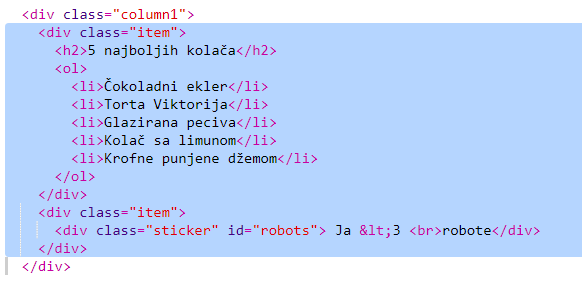 <div class="column1">
<div class="item">
<h2>5 najboljih kolača</h2>
<ol>
<li>Čokoladni ekler</li>
<li>Torta Viktorija</li>
<li>Glazirana peciva</li>
<li>Kolač sa limunom</li>
<li>Krofne punjene džemom</li>
</ol>
</div>
<div class="item">
<div class="sticker" id="robots"> Ja &lt;3 <br>robote</div>
</div>
</div>